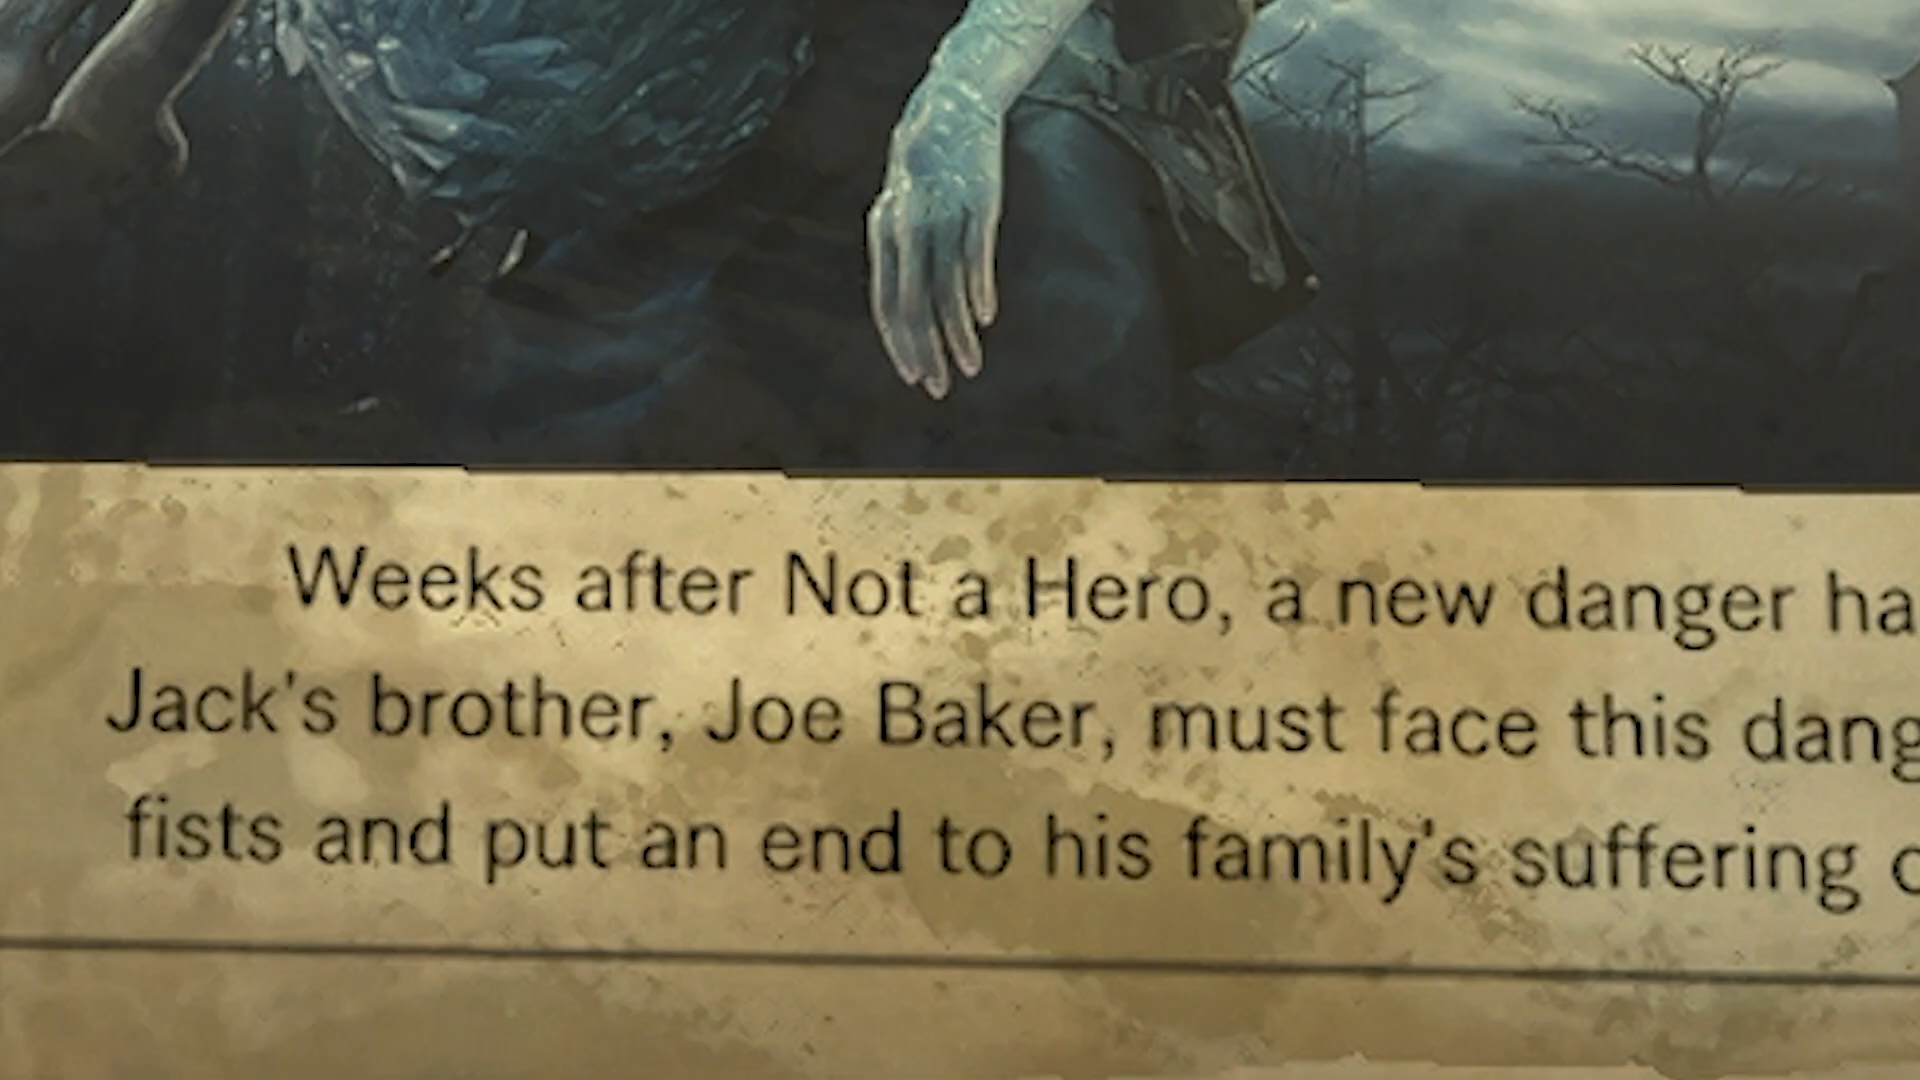 Weeks after Not a Hero, a new danger ha
Jack's brother, Joe Baker, must face this dang
fists and put an end to his family's suffering